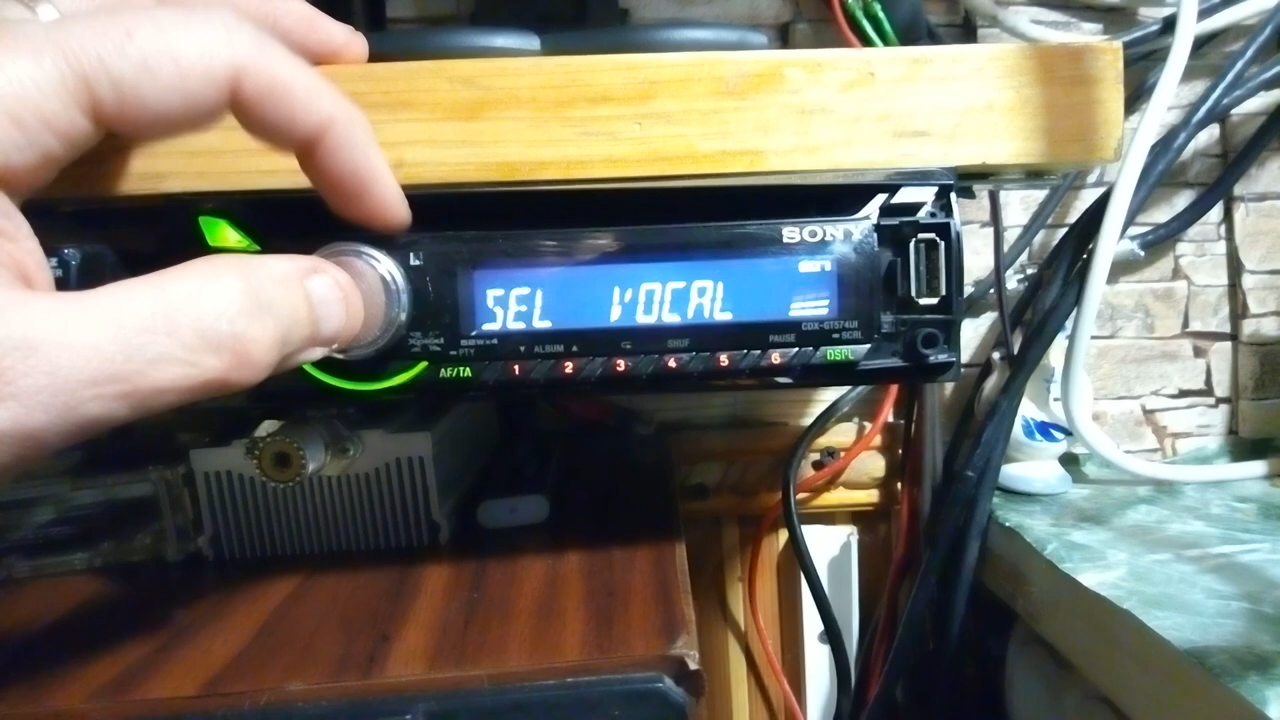 SONY
SEL VOCAL
CDX-GT574UI
PTY
ALBUM
SHUF
PAUSE
SCRL
AF/TA
1 2 3 4 5 6
DSPL